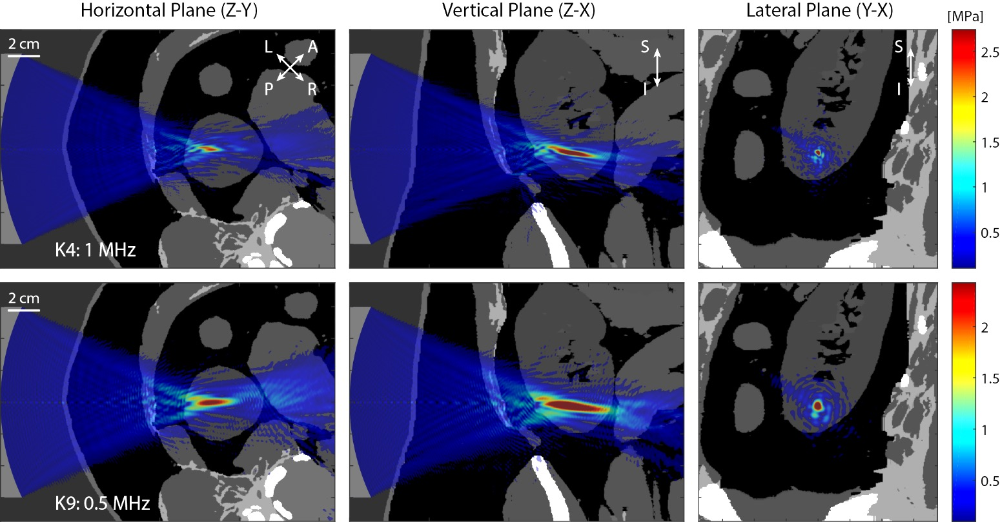 Horizontal Plane (Z-Y)
Vertical Plane (Z-X)
Lateral Plane (Y-X)
[MPa]
2 cm
L A
P R
S
I
S
I
2.5
2
1.5
1
0.5
K4: 1 MHz
2 cm
2
1.5
1
0.5
K9: 0.5 MHz